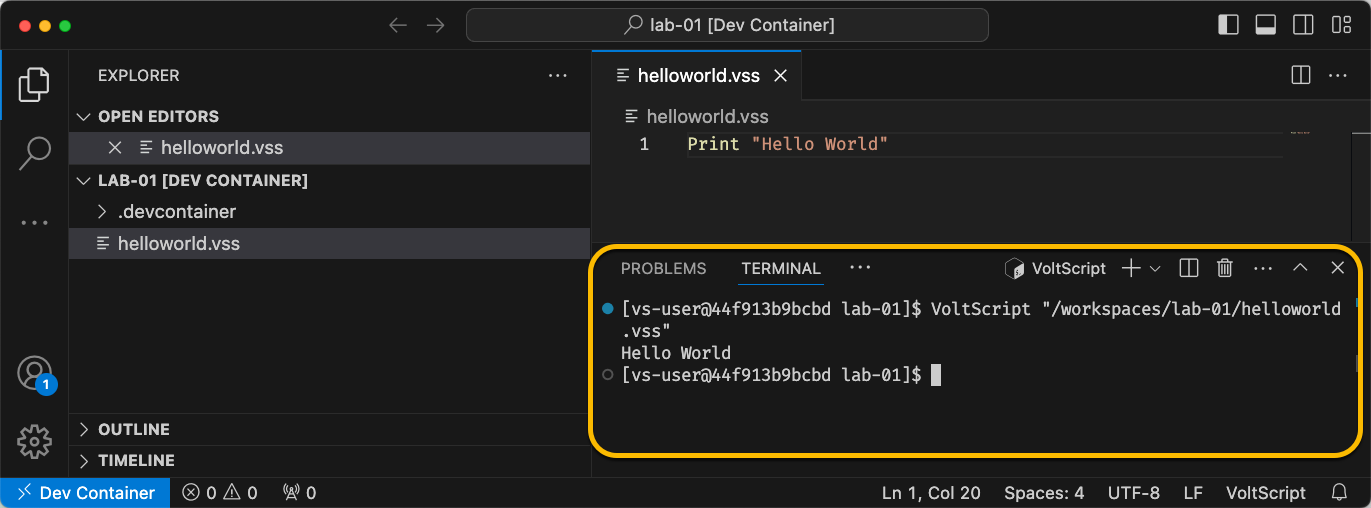 lab-01 [Dev Container]
EXPLORER
OPEN EDITORS
helloworld.vss
LAB-01 [DEV CONTAINER]
.devcontainer
helloworld.vss
OUTLINE
TIMELINE
1
helloworld.vss
helloworld.vss
1 Print "Hello World"
PROBLEMS TERMINAL VoltScript
[vs-user@44f913b9bcbd lab-01]$ VoltScript "/workspaces/lab-01/helloworld
.vss"
Hello World
[vs-user@44f913b9bcbd lab-01]$
Dev Container 0 0 0 Ln 1, Col 20 Spaces: 4 UTF-8 LF VoltScript